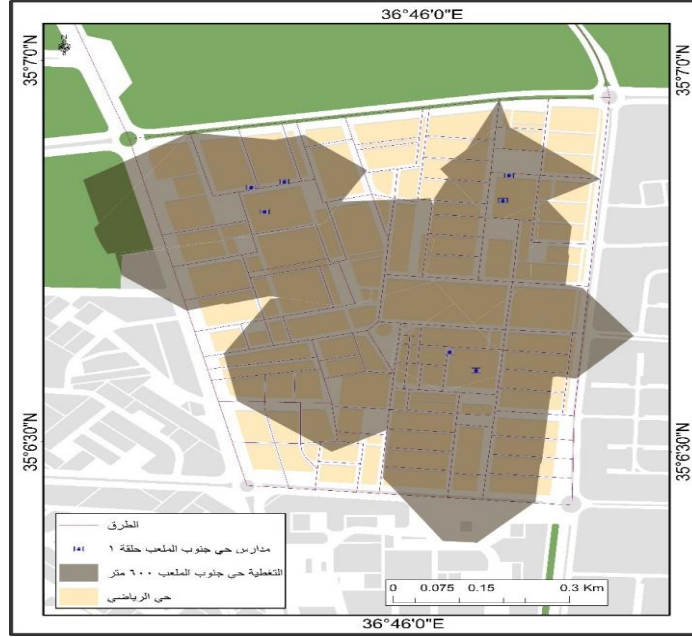 36°46'0"E
35°7'0"N
35°7'0"N
35°6'30"N
35°6'30"N
الطرق
مدارس حي جنوب الملعب حلقة ١
التغطية حي جنوب الملعب ٦٠٠ متر
حي الرياضي
0 0.075 0.15 0.3 Km
36°46'0"E